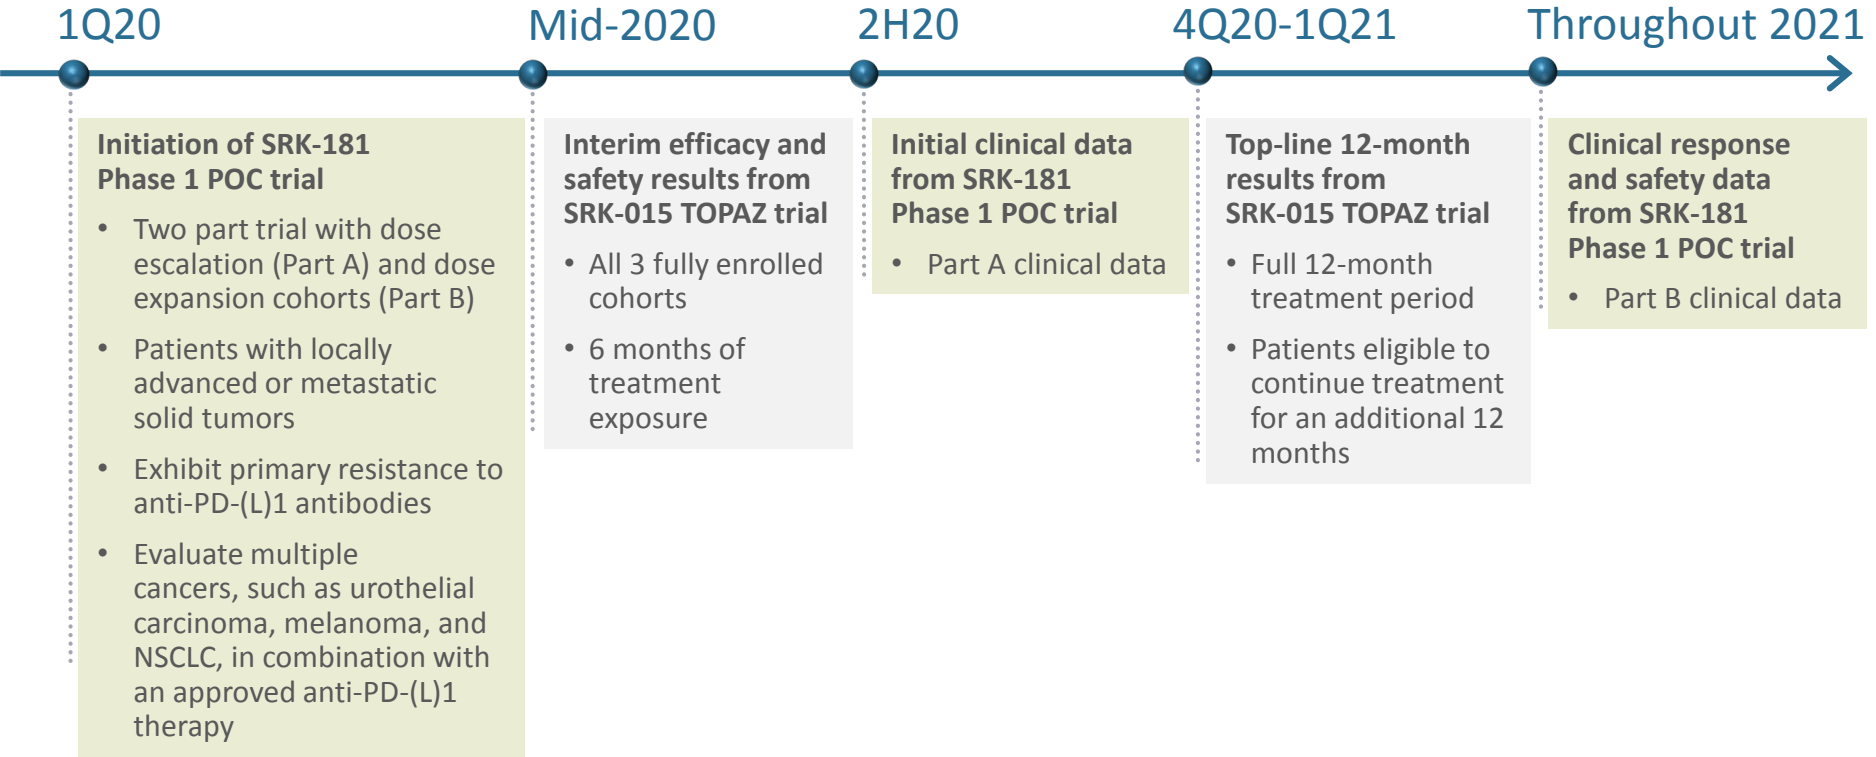 1Q20
Mid-2020
2H20
4Q20-1Q21
Throughout 2021
Initiation of SRK-181
Phase 1 POC trial
• Two part trial with dose
escalation (Part A) and dose
expansion cohorts (Part B)
• Patients with locally
advanced or metastatic
solid tumors
• Exhibit primary resistance to
anti-PD-(L)1 antibodies
• Evaluate multiple
cancers, such as urothelial
carcinoma, melanoma, and
NSCLC, in combination with
an approved anti-PD-(L)1
therapy
Interim efficacy and
safety results from
SRK-015 TOPAZ trial
• All 3 fully enrolled
cohorts
• 6 months of
treatment
exposure
Initial clinical data
from SRK-181
Phase 1 POC trial
• Part A clinical data
Top-line 12-month
results from
SRK-015 TOPAZ trial
• Full 12-month
treatment period
• Patients eligible to
continue treatment
for an additional 12
months
Clinical response
and safety data
from SRK-181
Phase 1 POC trial
• Part B clinical data